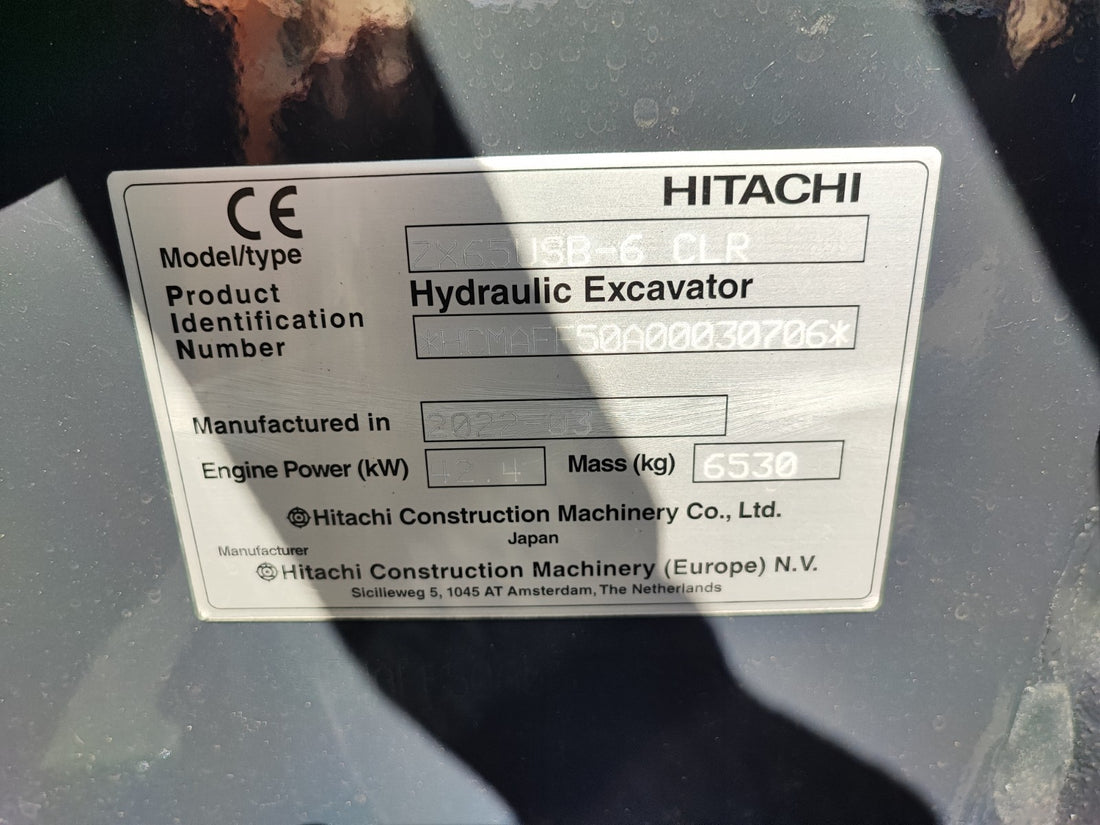 CE
HITACHI
Model/type ZX65USB-6 CLR
Product
Identification
Number
Hydraulic Excavator
*HCMAFF50A00030706*
Manufactured in 2022-03
Engine Power (kW) 42.4 Mass (kg) 6530
Hitachi Construction Machinery Co., Ltd.
Japan
Manufacturer
Hitachi Construction Machinery (Europe) N.V.
Sicilieweg 5, 1045 AT Amsterdam, The Netherlands